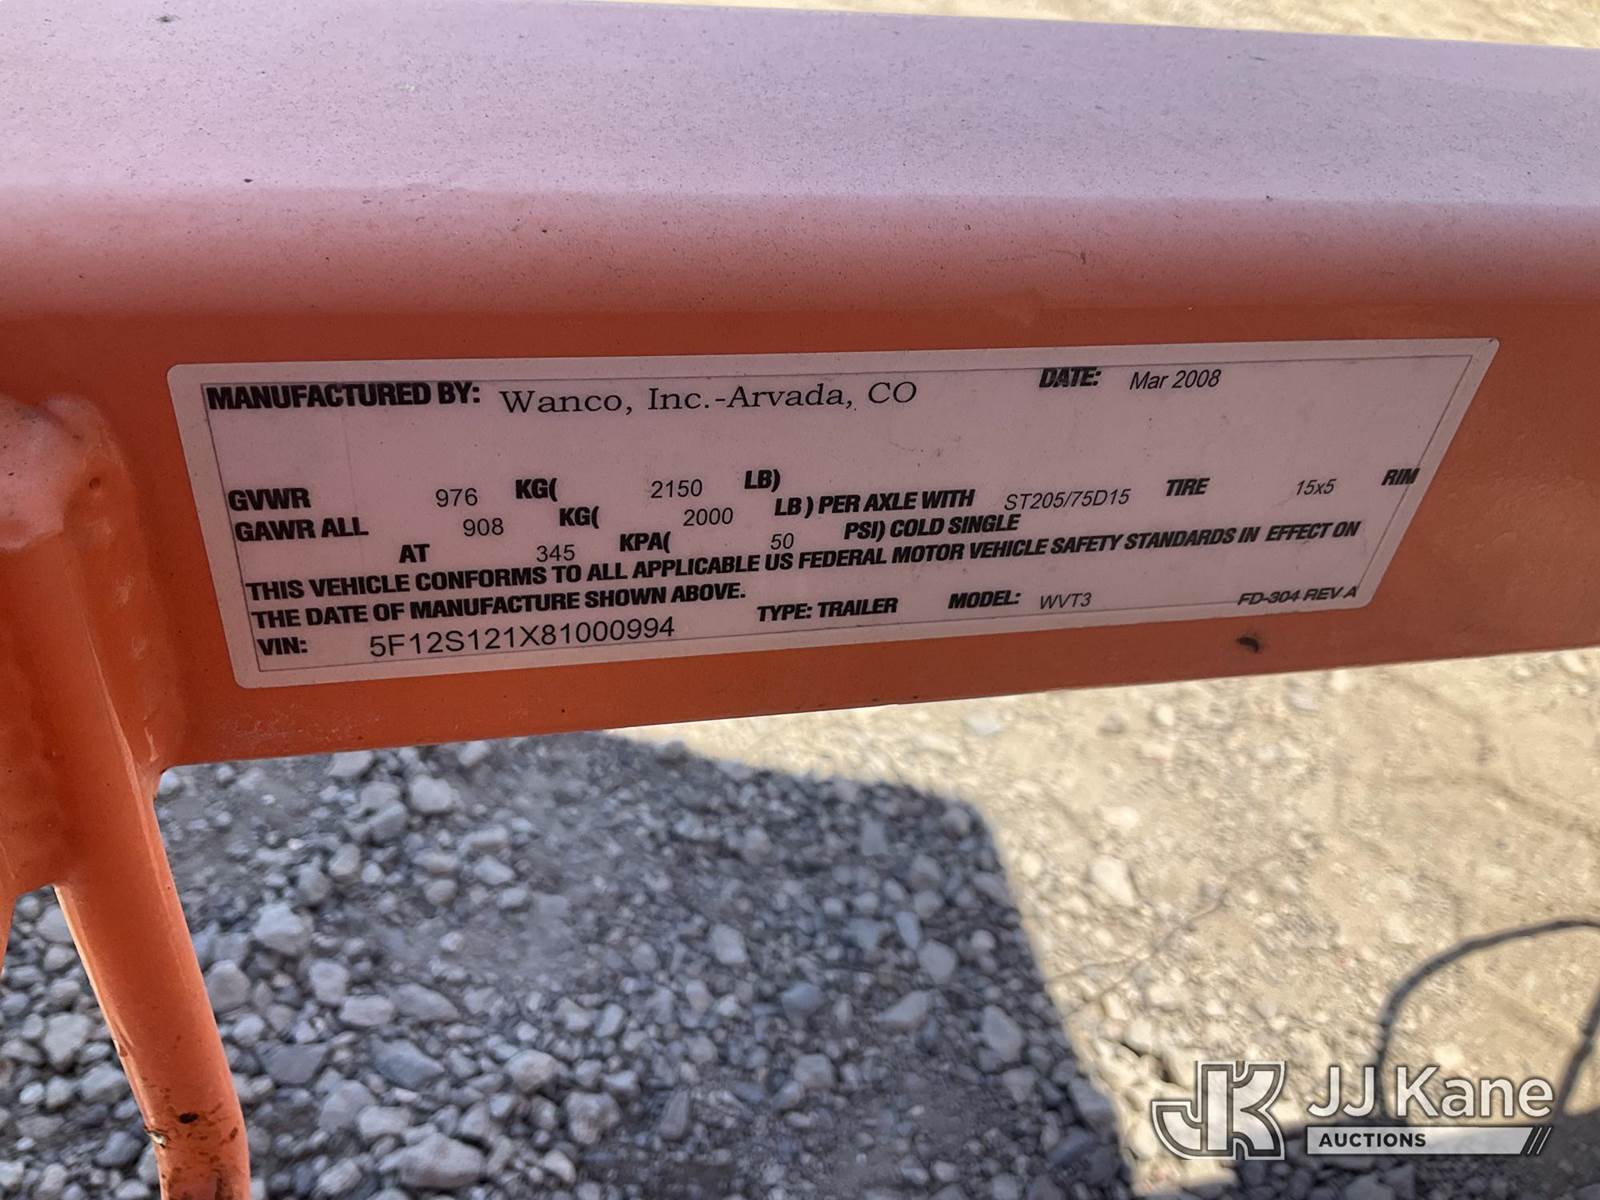 MANUFACTURED BY: Wanco, Inc.-Arvada, CO DATE: Mar 2008
GVWR 976 KG( 2150 LB)
GAWR ALL 908 KG( 2000 LB ) PER AXLE WITH ST205/75D15 TIRE 15x5 RIM
AT 345 KPA( 50 PSI) COLD SINGLE
THIS VEHICLE CONFORMS TO ALL APPLICABLE US FEDERAL MOTOR VEHICLE SAFETY STANDARDS IN EFFECT ON
THE DATE OF MANUFACTURE SHOWN ABOVE.
VIN: 5F12S121X81000994 TYPE: TRAILER MODEL: WVT3 FD-304 REV A
JK JJ Kane
AUCTIONS